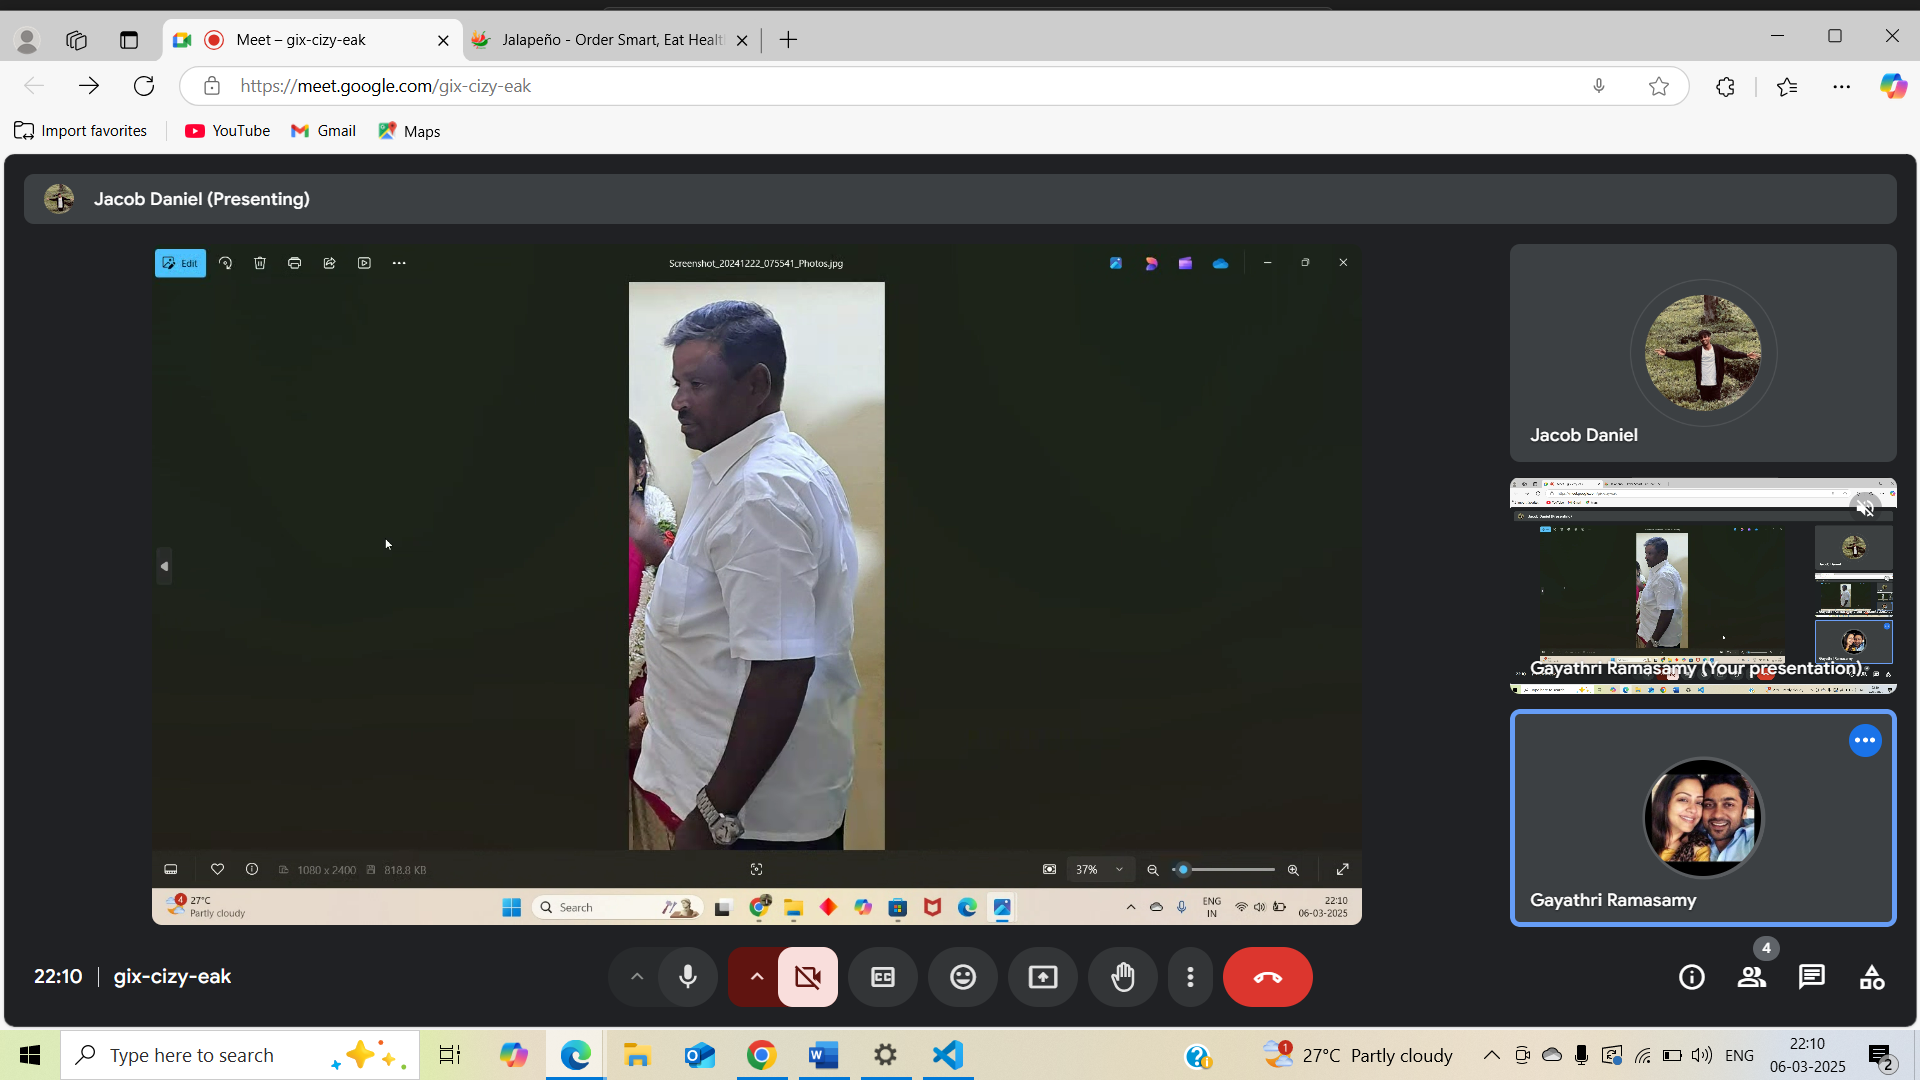 Meet – gix-cizy-eak
Jalapeño - Order Smart, Eat Healt
https://meet.google.com/gix-cizy-eak
Import favorites
YouTube
Gmail
Maps
Jacob Daniel (Presenting)
Edit
Screenshot_20241222_075541_Photos.jpg
Jacob Daniel
Gayathri Ramasamy (Your presentation)
Gayathri Ramasamy
1080 x 2400
818.8 KB
37%
4
27°C
Partly cloudy
Search
ENG
IN
22:10
06-03-2025
22:10
gix-cizy-eak
4
Type here to search
1
27°C Partly cloudy
ENG
22:10
06-03-2025
2